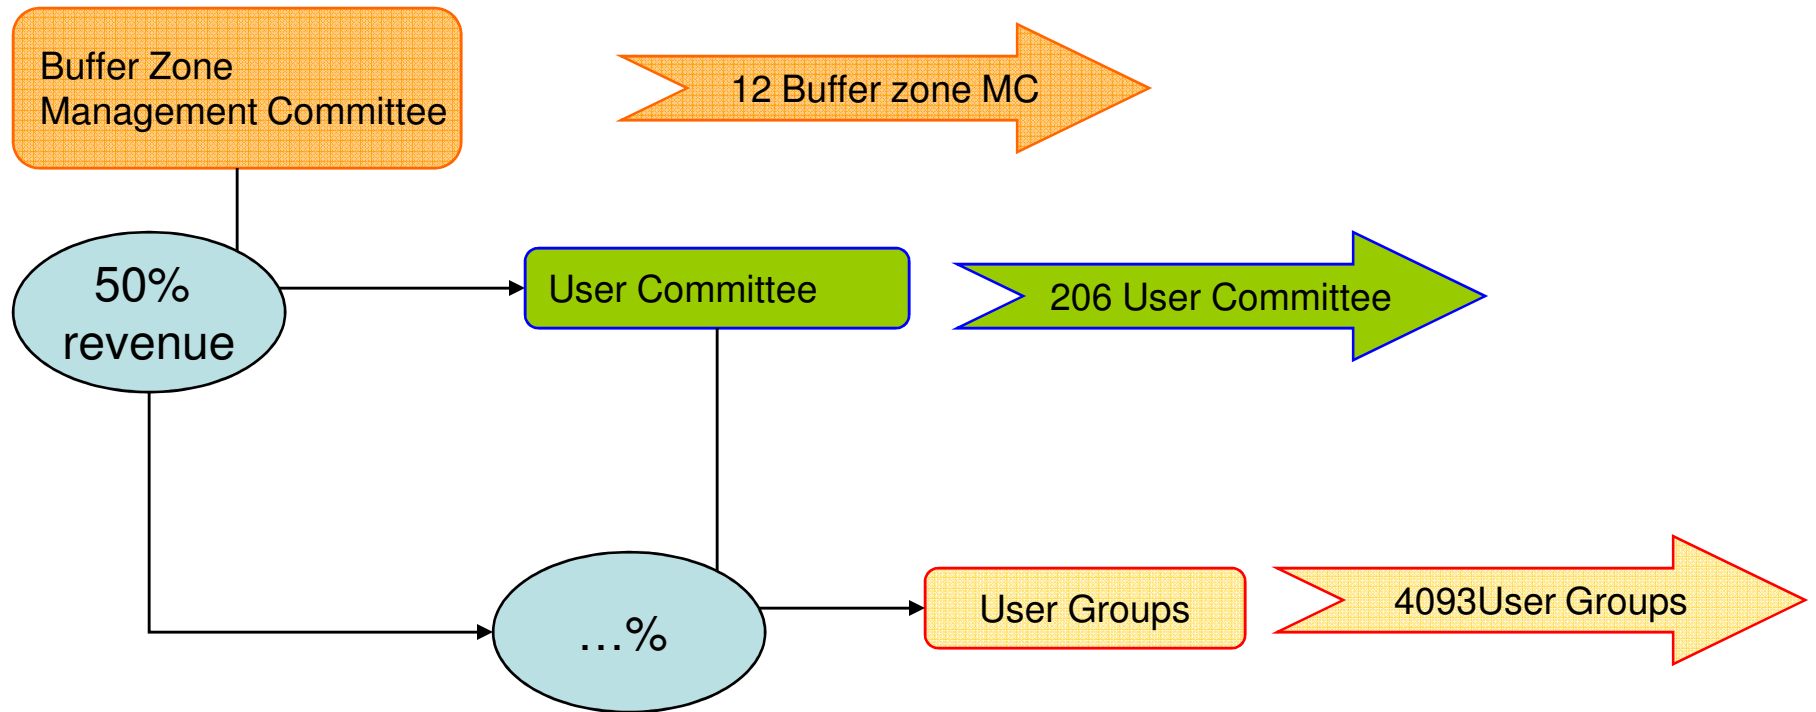 Buffer Zone
Management Committee
12 Buffer zone MC
50%
revenue
User Committee
206 User Committee
...%
User Groups
4093User Groups